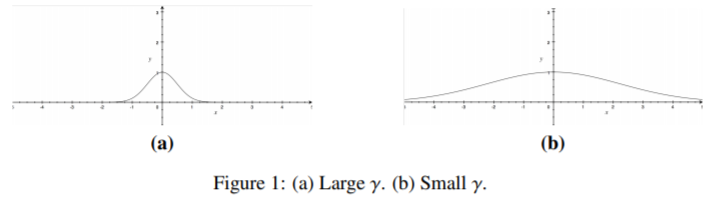 y
y
x
x
(a)
(b)
Figure 1: (a) Large γ. (b) Small γ.